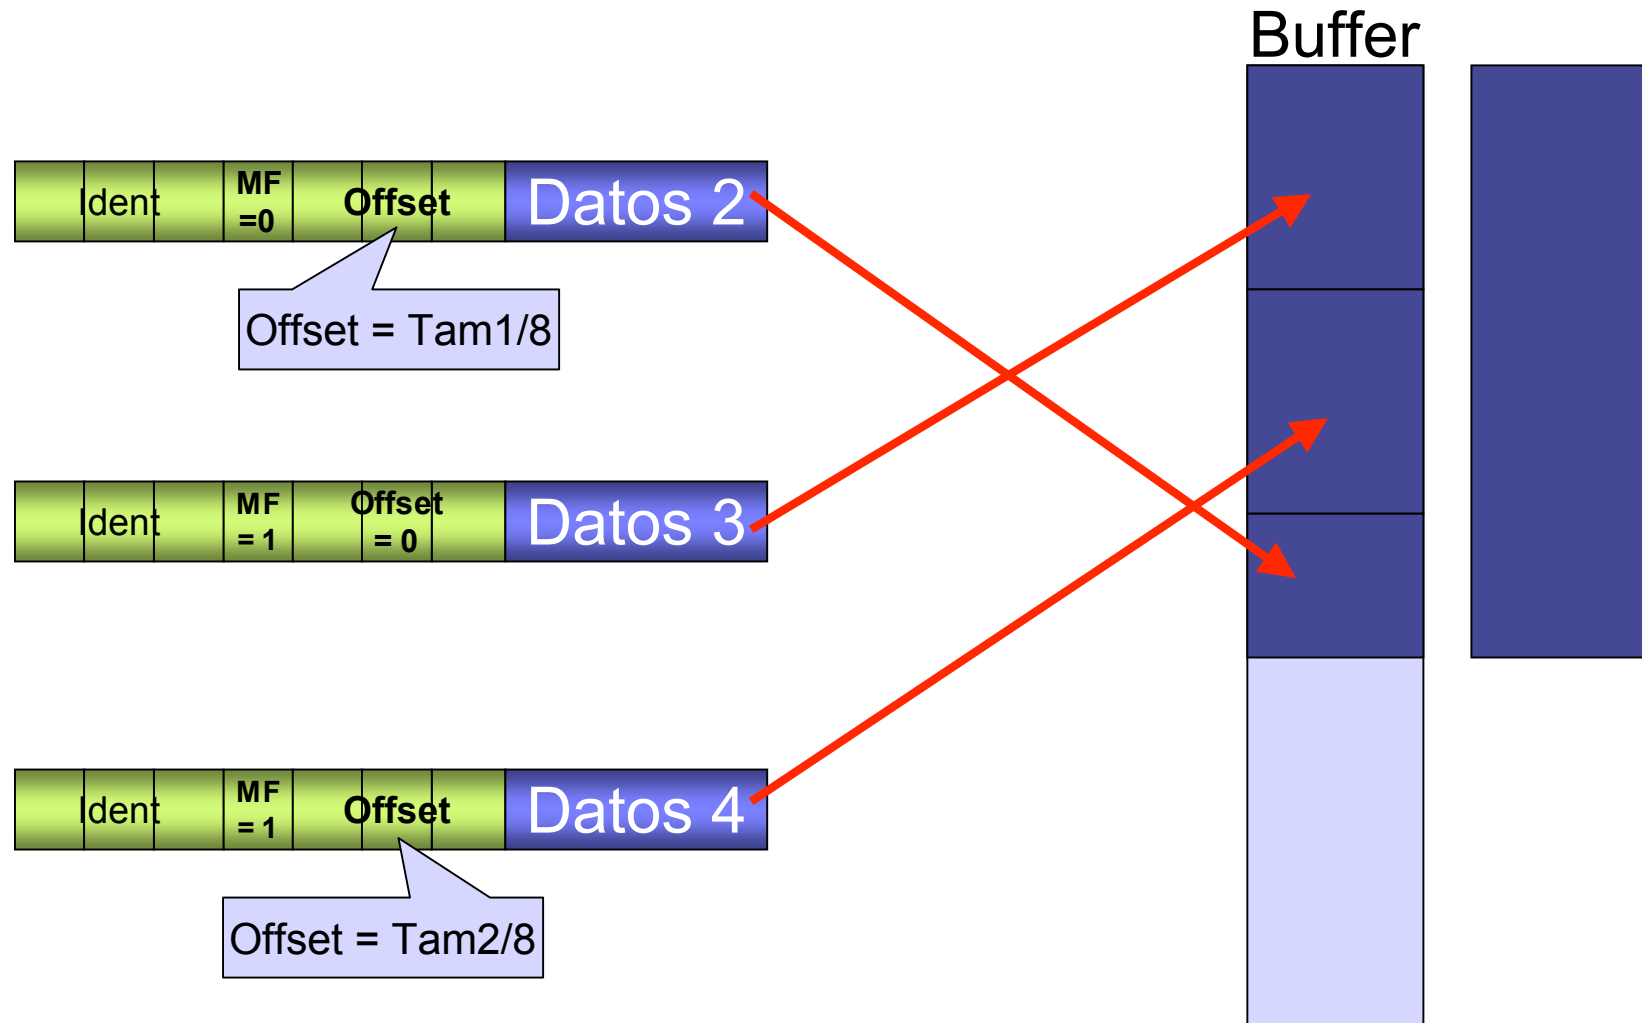 Buffer
Ident
MF
=0
Offset
Datos 2
Offset = Tam1/8
Ident
MF
= 1
Offset
= 0
Datos 3
Ident
MF
= 1
Offset
Datos 4
Offset = Tam2/8